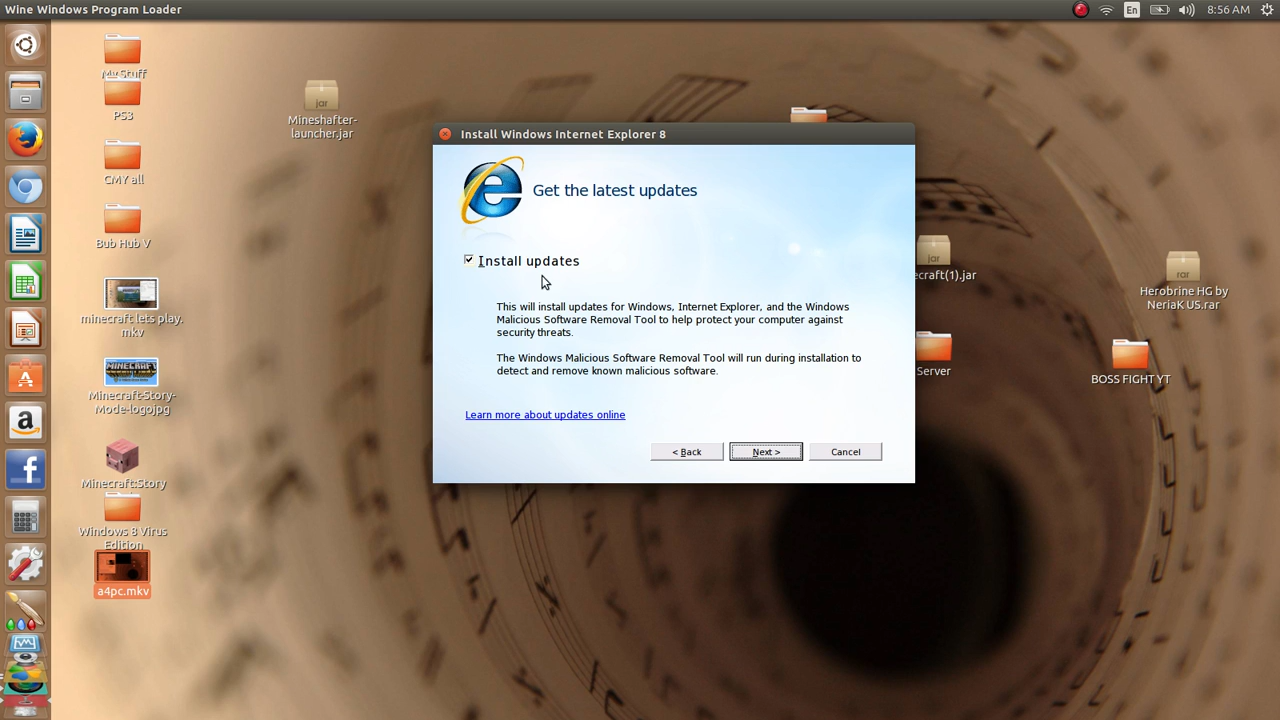 Wine Windows Program Loader
En
8:56 AM
My Stuff
PS3
CMY all
Bub Hub V
minecraft lets play.
mkv
Minecraft-Story-
Mode-logojpg
Minecraft:Story
Windows 8 Virus
Edition
a4pc.mkv
jar
Mineshafter-
launcher.jar
Install Windows Internet Explorer 8
Get the latest updates
Install updates
This will install updates for Windows, Internet Explorer, and the Windows
Malicious Software Removal Tool to help protect your computer against
security threats.
The Windows Malicious Software Removal Tool will run during installation to
detect and remove known malicious software.
Learn more about updates online
< Back
Next >
Cancel
jar
ecraft(1).jar
Server
rar
Herobrine HG by
NeriaK US.rar
BOSS FIGHT YT
MINECRAFT